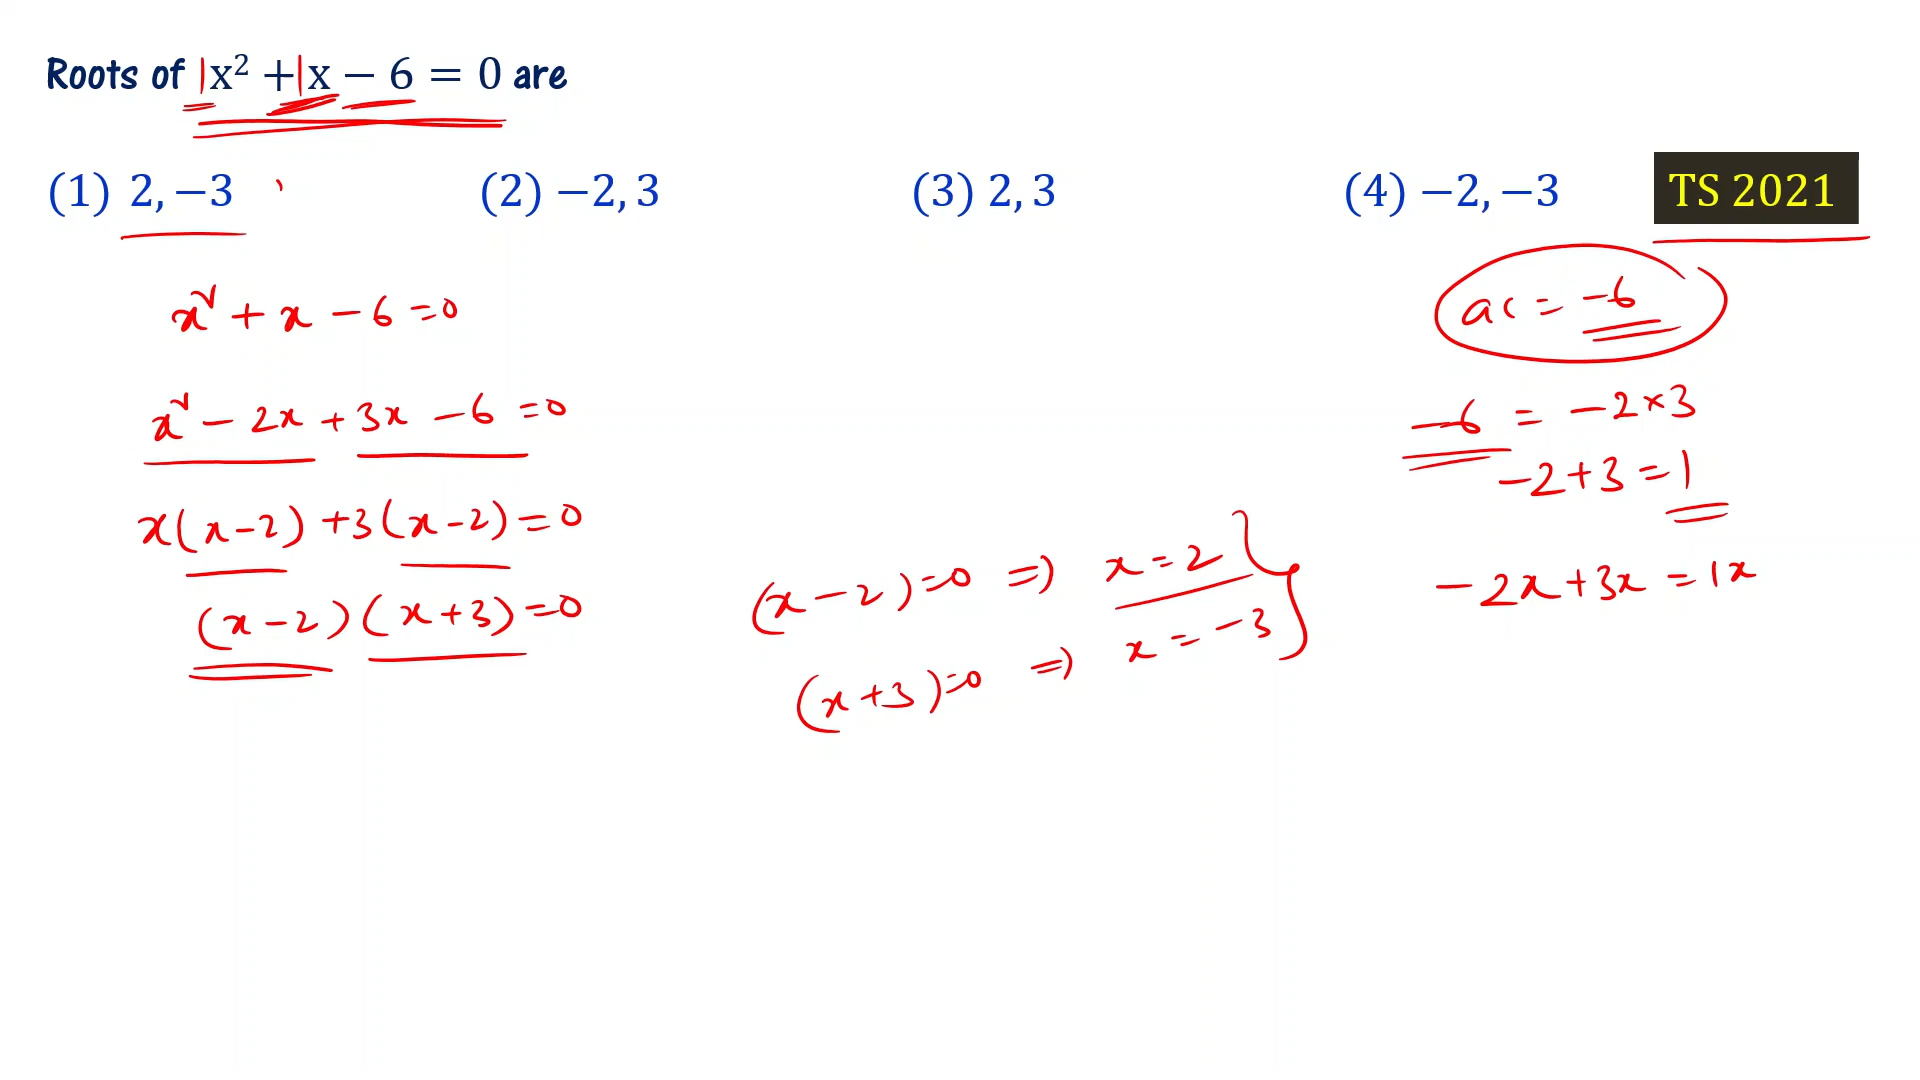 Roots of 1x² + 1x − 6 = 0 are
(1) 2, −3 (2) −2, 3 (3) 2, 3 (4) −2, −3 TS 2021
x² + x − 6 = 0
x² − 2x + 3x − 6 = 0
x(x−2) + 3(x−2) = 0
(x−2)(x+3) = 0
(x−2)=0 ⇒ x = 2
(x+3)=0 ⇒ x = −3
ac = −6
−6 = −2×3
−2+3 = 1
−2x+3x = 1x